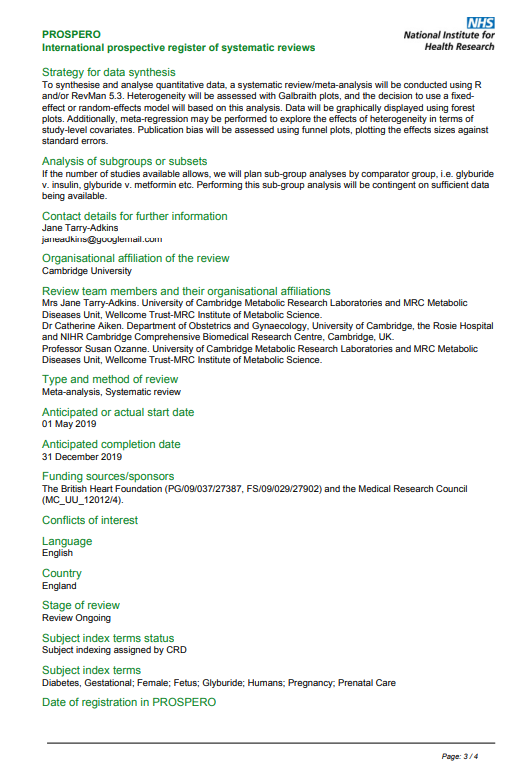 PROSPERO
International prospective register of systematic reviews
NHS
National Institute for
Health Research
Strategy for data synthesis
To synthesise and analyse quantitative data, a systematic review/meta-analysis will be conducted using R
and/or RevMan 5.3. Heterogeneity will be assessed with Galbraith plots, and the decision to use a fixed-
effect or random-effects model will based on this analysis. Data will be graphically displayed using forest
plots. Additionally, meta-regression may be performed to explore the effects of heterogeneity in terms of
study-level covariates. Publication bias will be assessed using funnel plots, plotting the effects sizes against
standard errors.
Analysis of subgroups or subsets
If the number of studies available allows, we will plan sub-group analyses by comparator group, i.e. glyburide
v. insulin, glyburide v. metformin etc. Performing this sub-group analysis will be contingent on sufficient data
being available.
Contact details for further information
Jane Tarry-Adkins
janeadkins@googlemail.com
Organisational affiliation of the review
Cambridge University
Review team members and their organisational affiliations
Mrs Jane Tarry-Adkins. University of Cambridge Metabolic Research Laboratories and MRC Metabolic
Diseases Unit, Wellcome Trust-MRC Institute of Metabolic Science.
Dr Catherine Aiken. Department of Obstetrics and Gynaecology, University of Cambridge, the Rosie Hospital
and NIHR Cambridge Comprehensive Biomedical Research Centre, Cambridge, UK.
Professor Susan Ozanne. University of Cambridge Metabolic Research Laboratories and MRC Metabolic
Diseases Unit, Wellcome Trust-MRC Institute of Metabolic Science.
Type and method of review
Meta-analysis, Systematic review
Anticipated or actual start date
01 May 2019
Anticipated completion date
31 December 2019
Funding sources/sponsors
The British Heart Foundation (PG/09/037/27387, FS/09/029/27902) and the Medical Research Council
(MC_UU_12012/4).
Conflicts of interest
Language
English
Country
England
Stage of review
Review Ongoing
Subject index terms status
Subject indexing assigned by CRD
Subject index terms
Diabetes, Gestational; Female; Fetus; Glyburide; Humans; Pregnancy; Prenatal Care
Date of registration in PROSPERO
Page: 3 / 4